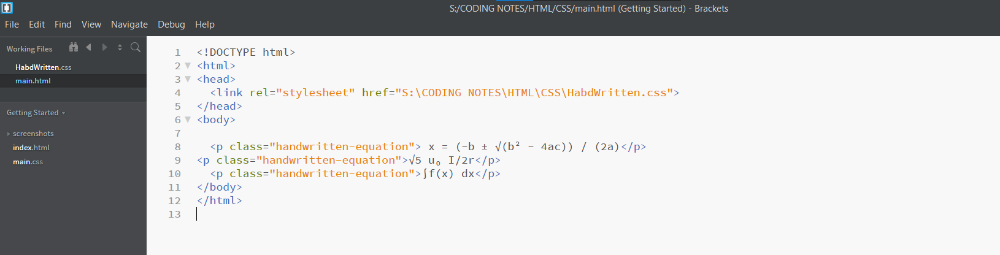 S:/CODING NOTES/HTML/CSS/main.html (Getting Started) - Brackets
File Edit Find View Navigate Debug Help
Working Files
HabdWritten.css
main.html
Getting Started
screenshots
index.html
main.css
1 <!DOCTYPE html>
2 <html>
3 <head>
4 <link rel="stylesheet" href="S:\CODING NOTES\HTML\CSS\HabdWritten.css">
5 </head>
6 <body>
7
8 <p class="handwritten-equation"> x = (-b ± √(b² - 4ac)) / (2a)</p>
9 <p class="handwritten-equation">√5 u₀ I/2r</p>
10 <p class="handwritten-equation">∫f(x) dx</p>
11 </body>
12 </html>
13